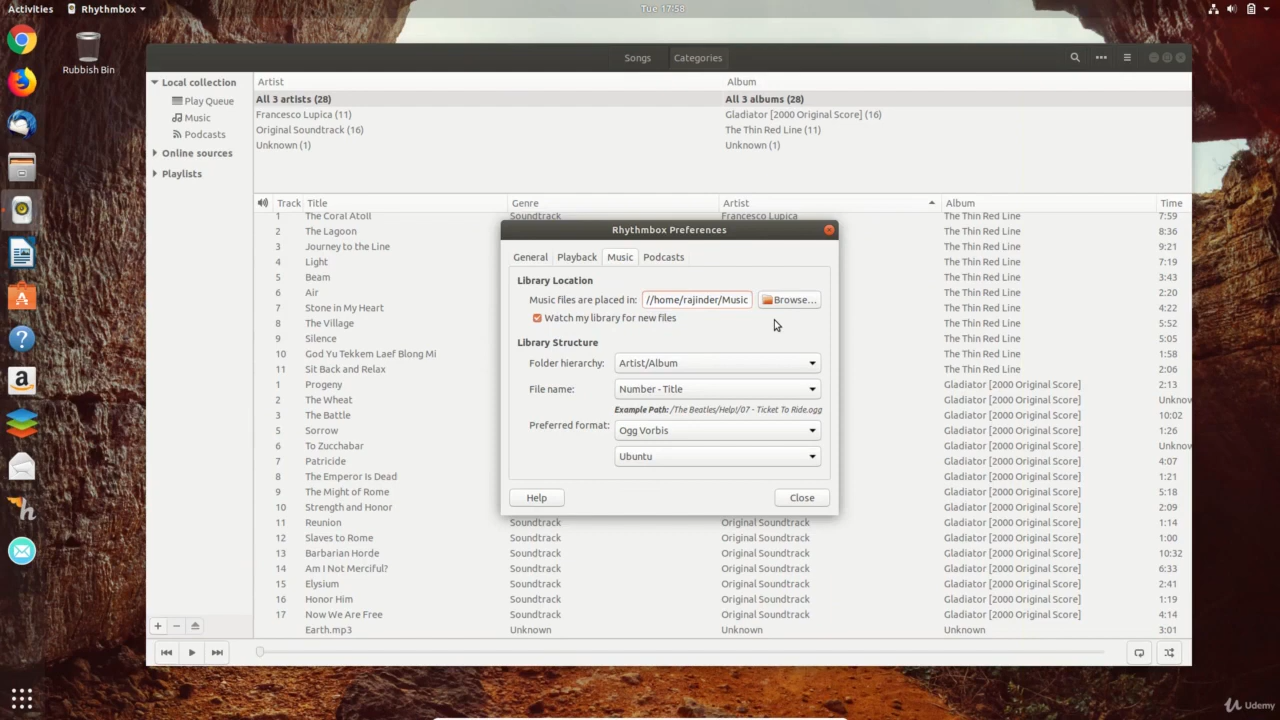 Activities Rhythmbox Tue 17:58
Rubbish Bin
Songs Categories
Local collection
Play Queue
Music
Podcasts
Online sources
Playlists
Artist Album
All 3 artists (28) All 3 albums (28)
Francesco Lupica (11) Gladiator [2000 Original Score] (16)
Original Soundtrack (16) The Thin Red Line (11)
Unknown (1) Unknown (1)
Track Title Genre Artist Album Time
1 The Coral Atoll Soundtrack Francesco Lupica The Thin Red Line 7:59
2 The Lagoon The Thin Red Line 8:36
3 Journey to the Line The Thin Red Line 9:21
4 Light The Thin Red Line 7:19
5 Beam The Thin Red Line 3:43
6 Air The Thin Red Line 2:20
7 Stone in My Heart The Thin Red Line 4:22
8 The Village The Thin Red Line 5:52
9 Silence The Thin Red Line 5:05
10 God Yu Tekkem Laef Blong Mi The Thin Red Line 1:58
11 Sit Back and Relax The Thin Red Line 2:06
1 Progeny Gladiator [2000 Original Score] 2:13
2 The Wheat Gladiator [2000 Original Score] Unknow
3 The Battle Gladiator [2000 Original Score] 10:02
5 Sorrow Gladiator [2000 Original Score] 1:26
6 To Zucchabar Gladiator [2000 Original Score] Unknow
7 Patricide Gladiator [2000 Original Score] 4:07
8 The Emperor Is Dead Gladiator [2000 Original Score] 1:21
9 The Might of Rome Gladiator [2000 Original Score] 5:18
10 Strength and Honor Gladiator [2000 Original Score] 2:09
11 Reunion Soundtrack Original Soundtrack Gladiator [2000 Original Score] 1:14
12 Slaves to Rome Soundtrack Original Soundtrack Gladiator [2000 Original Score] 1:00
13 Barbarian Horde Soundtrack Original Soundtrack Gladiator [2000 Original Score] 10:32
14 Am I Not Merciful? Soundtrack Original Soundtrack Gladiator [2000 Original Score] 6:33
15 Elysium Soundtrack Original Soundtrack Gladiator [2000 Original Score] 2:41
16 Honor Him Soundtrack Original Soundtrack Gladiator [2000 Original Score] 1:19
17 Now We Are Free Soundtrack Original Soundtrack Gladiator [2000 Original Score] 4:14
Earth.mp3 Unknown Unknown Unknown 3:01
Rhythmbox Preferences
General Playback Music Podcasts
Library Location
Music files are placed in: //home/rajinder/Music Browse...
Watch my library for new files
Library Structure
Folder hierarchy: Artist/Album
File name: Number - Title
Example Path: /The Beatles/Help!/07 - Ticket To Ride.ogg
Preferred format: Ogg Vorbis
Ubuntu
Help Close
Udemy